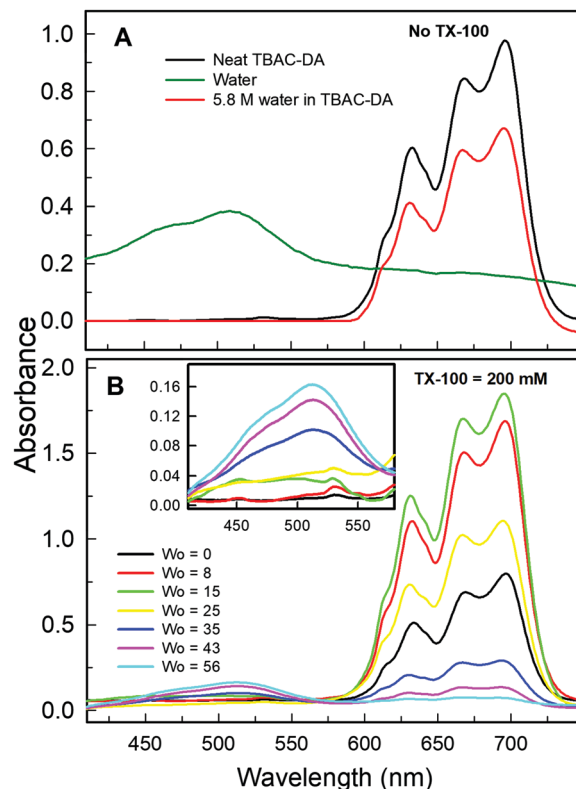 A
No TX-100
Neat TBAC-DA
Water
5.8 M water in TBAC-DA
1.0
0.8
0.6
0.4
0.2
0.0
Absorbance
B
TX-100 = 200 mM
2.0
1.5
1.0
0.5
0.0
0.16
0.12
0.08
0.04
0.00
450 500 550
Wo = 0
Wo = 8
Wo = 15
Wo = 25
Wo = 35
Wo = 43
Wo = 56
450 500 550 600 650 700
Wavelength (nm)